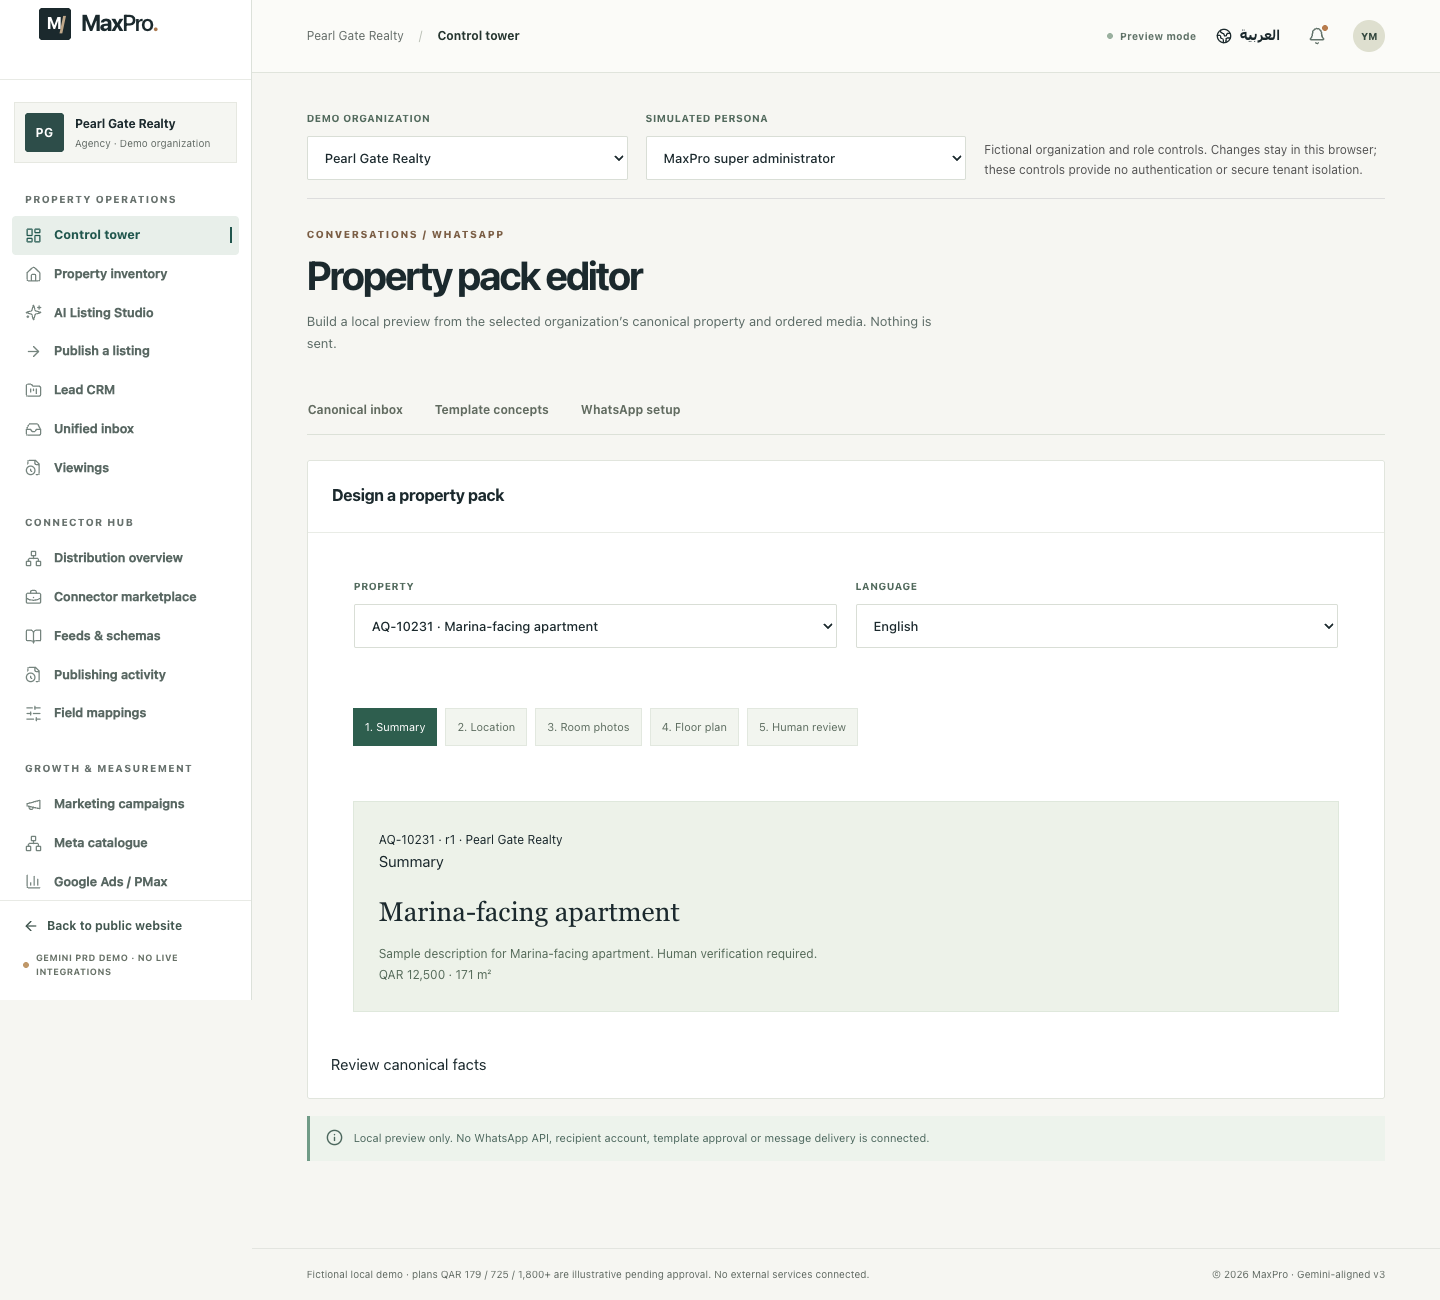 M/ MaxPro.
Pearl Gate Realty / Control tower
Preview mode
العربية
YM
PG
Pearl Gate Realty
Agency · Demo organization
PROPERTY OPERATIONS
Control tower
Property inventory
AI Listing Studio
Publish a listing
Lead CRM
Unified inbox
Viewings
CONNECTOR HUB
Distribution overview
Connector marketplace
Feeds & schemas
Publishing activity
Field mappings
GROWTH & MEASUREMENT
Marketing campaigns
Meta catalogue
Google Ads / PMax
Back to public website
GEMINI PRD DEMO · NO LIVE
INTEGRATIONS
DEMO ORGANIZATION
Pearl Gate Realty
SIMULATED PERSONA
MaxPro super administrator
Fictional organization and role controls. Changes stay in this browser;
these controls provide no authentication or secure tenant isolation.
CONVERSATIONS / WHATSAPP
Property pack editor
Build a local preview from the selected organization's canonical property and ordered media. Nothing is
sent.
Canonical inbox
Template concepts
WhatsApp setup
Design a property pack
PROPERTY
AQ-10231 · Marina-facing apartment
LANGUAGE
English
1. Summary
2. Location
3. Room photos
4. Floor plan
5. Human review
AQ-10231 · r1 · Pearl Gate Realty
Summary
Marina-facing apartment
Sample description for Marina-facing apartment. Human verification required.
QAR 12,500 · 171 m²
Review canonical facts
Local preview only. No WhatsApp API, recipient account, template approval or message delivery is connected.
Fictional local demo · plans QAR 179 / 725 / 1,800+ are illustrative pending approval. No external services connected.
© 2026 MaxPro · Gemini-aligned v3